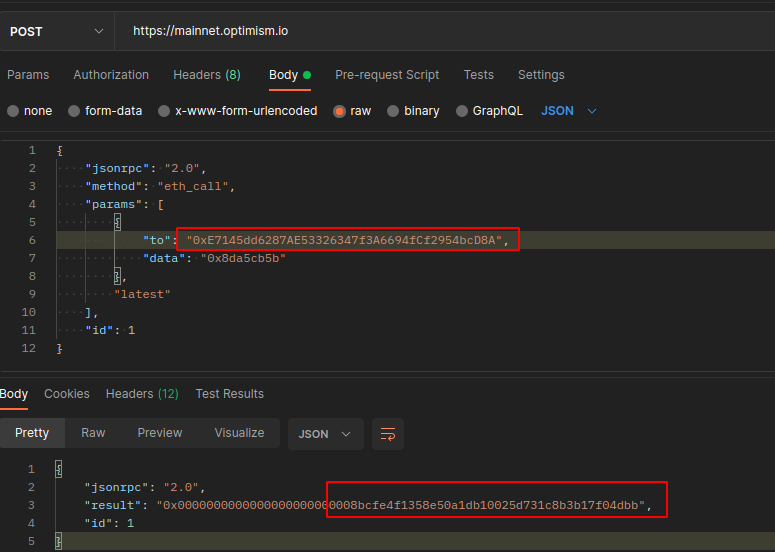 POST https://mainnet.optimism.io
Params Authorization Headers (8) Body Pre-request Script Tests Settings
none form-data x-www-form-urlencoded raw binary GraphQL JSON
1 {
2 "jsonrpc": "2.0",
3 "method": "eth_call",
4 "params": [
5 {
6 "to": "0xE7145dd6287AE53326347f3A6694fCf2954bcD8A",
7 "data": "0x8da5cb5b"
8 },
9 "latest"
10 ],
11 "id": 1
12 }
Body Cookies Headers (12) Test Results
Pretty Raw Preview Visualize JSON
1 {
2 "jsonrpc": "2.0",
3 "result": "0x0000000000000000000000008bcfe4f1358e50a1db10025d731c8b3b17f04dbb",
4 "id": 1
5 }